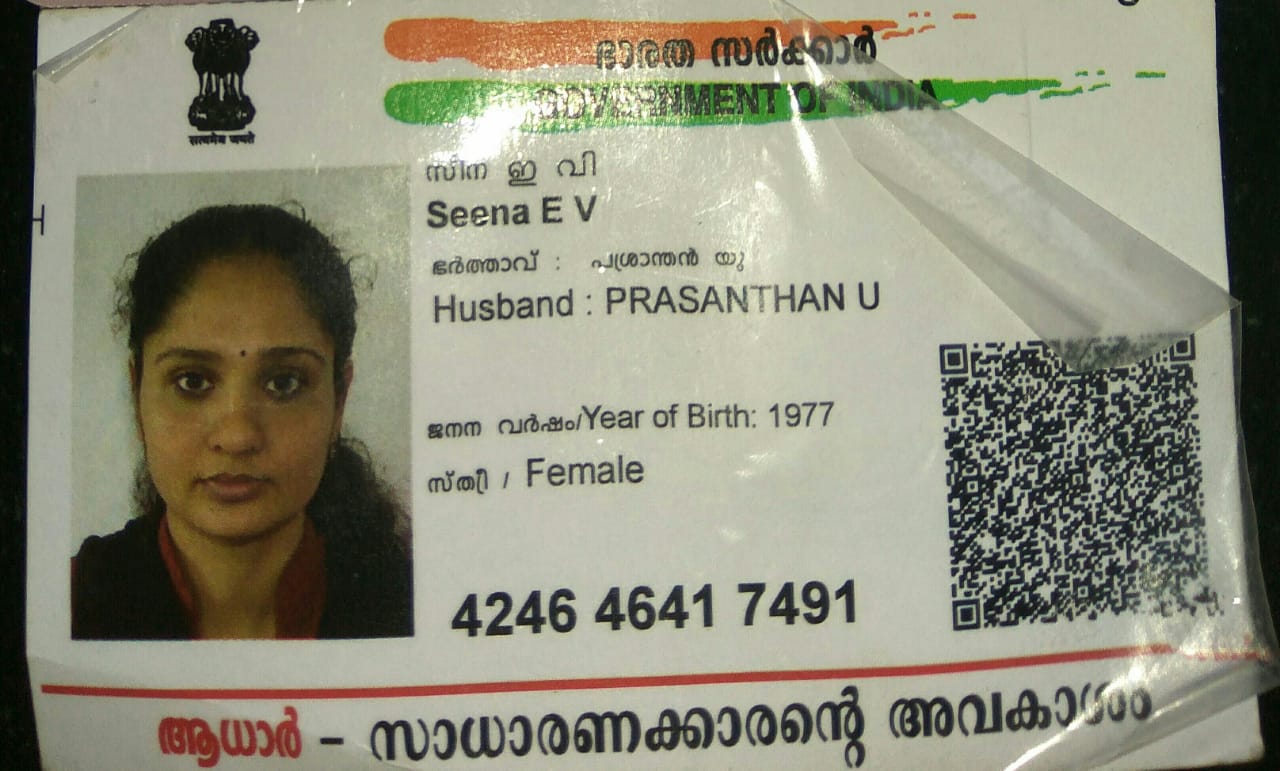 ഭാരത സർക്കാർ
GOVERNMENT OF INDIA
सत्यमेव जयते
സീന ഇ വി
Seena E V
ഭർത്താവ് : പശ്രാന്തൻ യു
Husband : PRASANTHAN U
ജനന വർഷം/Year of Birth: 1977
സ്ത്രീ / Female
4246 4641 7491
ആധാർ - സാധാരണക്കാരന്റെ അവകാശം